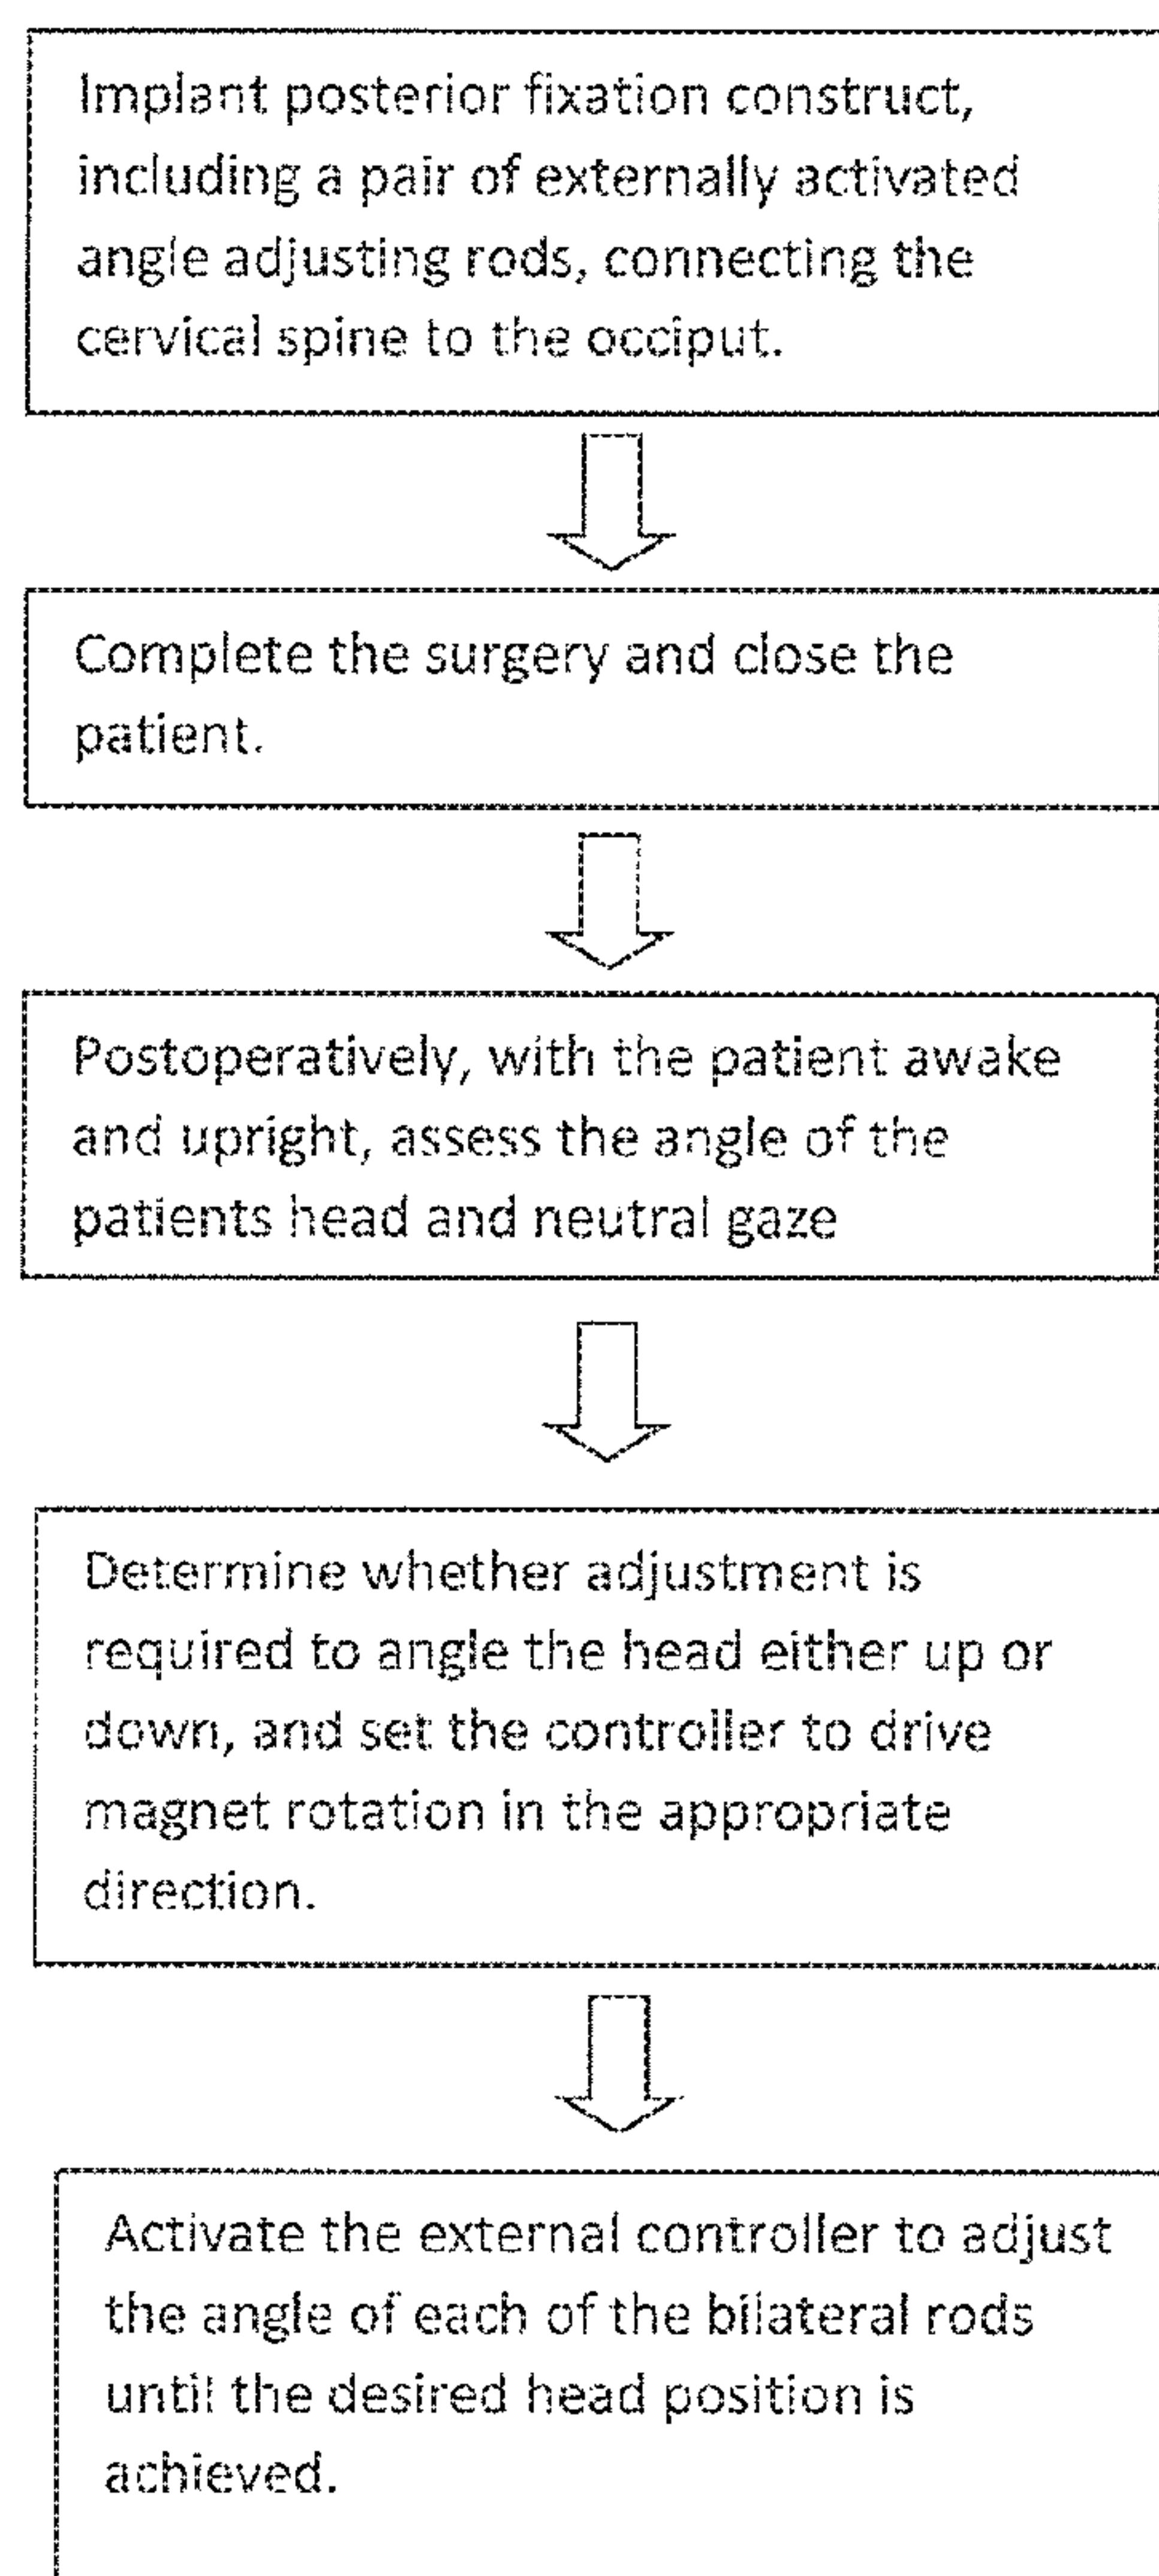 Implant posterior fixation construct,
including a pair of externally activated
angle adjusting rods, connecting the
cervical spine to the occiput.
Complete the surgery and close the
patient.
Postoperatively, with the patient awake
and upright, assess the angle of the
patients head and neutral gaze
Determine whether adjustment is
required to angle the head either up or
down, and set the controller to drive
magnet rotation in the appropriate
direction.
Activate the external controller to adjust
the angle of each of the bilateral rods
until the desired head position is
achieved.